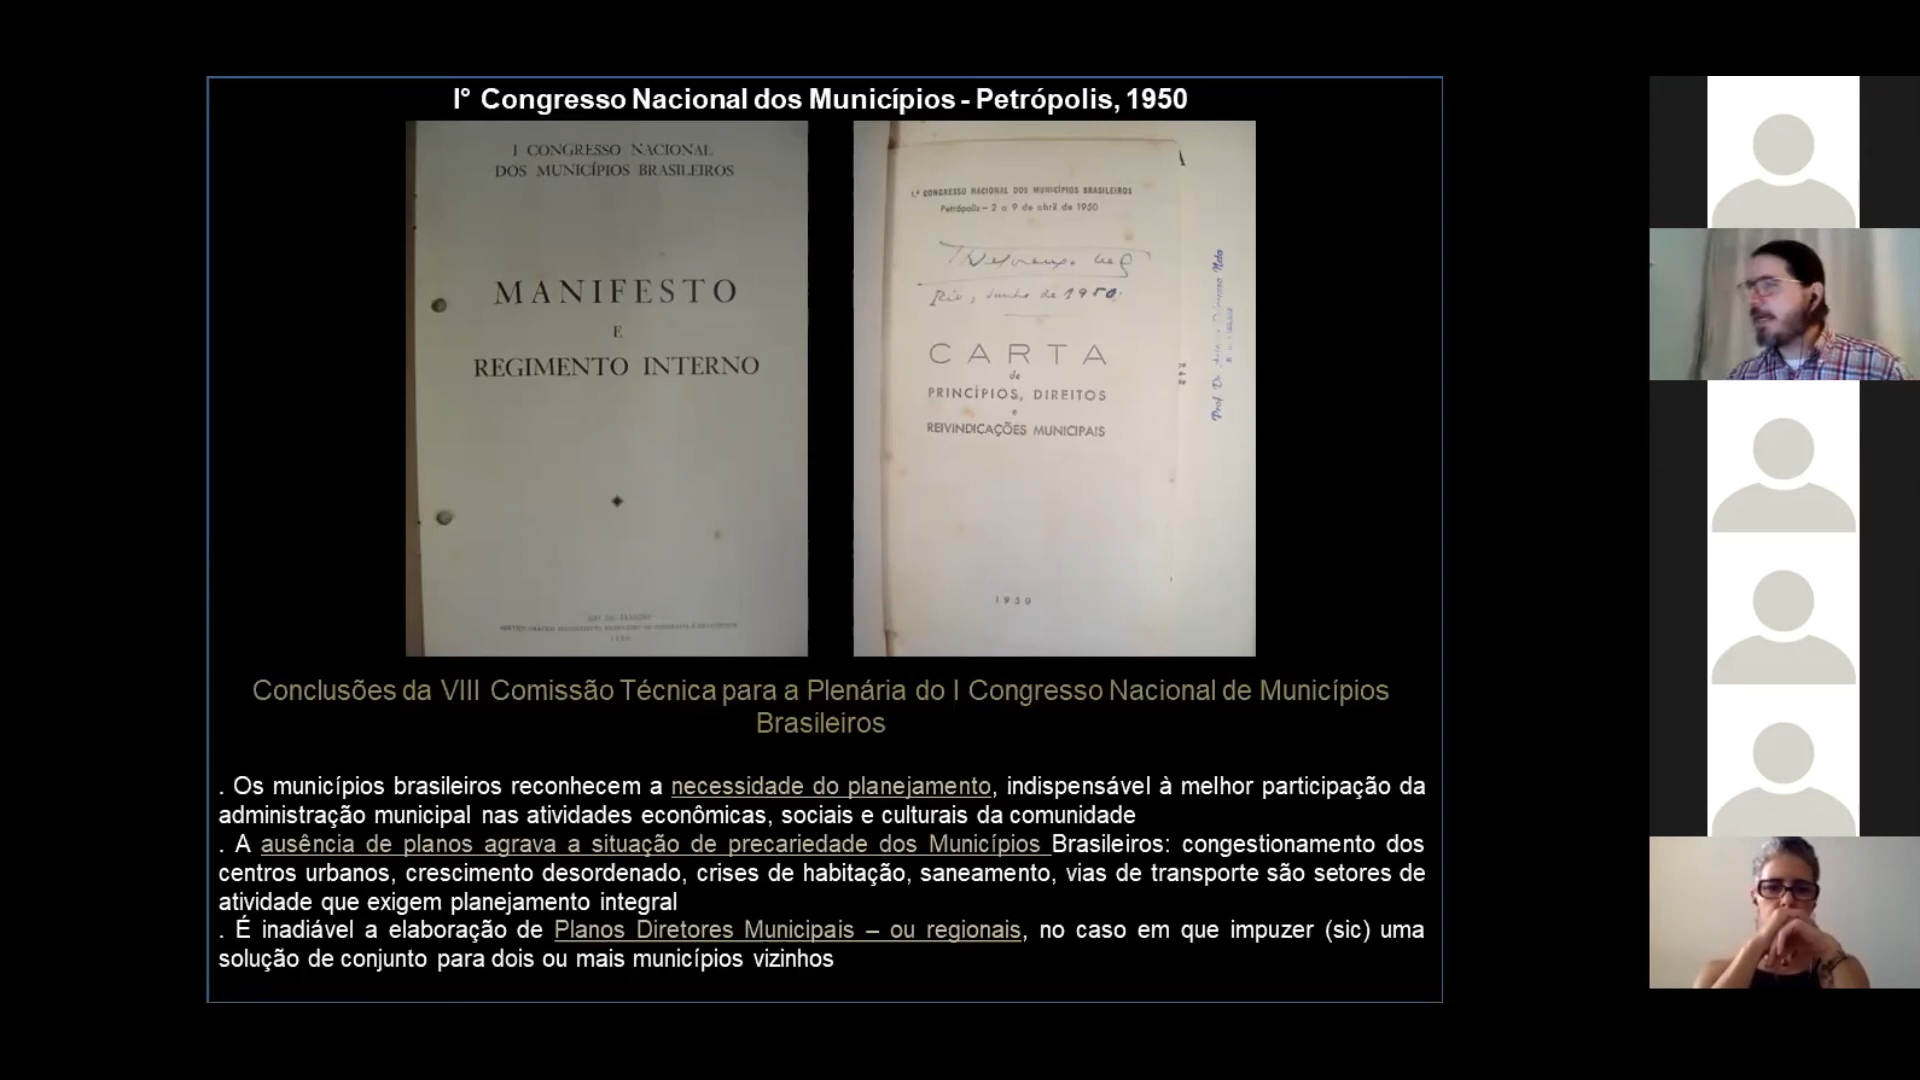 I° Congresso Nacional dos Municípios - Petrópolis, 1950
I CONGRESSO NACIONAL
DOS MUNICÍPIOS BRASILEIROS
MANIFESTO
E
REGIMENTO INTERNO
RIO DE JANEIRO
1.º CONGRESSO NACIONAL DOS MUNICÍPIOS BRASILEIROS
Petrópolis — 2 a 9 de abril de 1950
Rio, Junho de 1950.
CARTA
de
PRINCÍPIOS, DIREITOS
e
REIVINDICAÇÕES MUNICIPAIS
1950
Conclusões da VIII Comissão Técnica para a Plenária do I Congresso Nacional de Municípios
Brasileiros
. Os municípios brasileiros reconhecem a necessidade do planejamento, indispensável à melhor participação da
administração municipal nas atividades econômicas, sociais e culturais da comunidade
. A ausência de planos agrava a situação de precariedade dos Municípios Brasileiros: congestionamento dos
centros urbanos, crescimento desordenado, crises de habitação, saneamento, vias de transporte são setores de
atividade que exigem planejamento integral
. É inadiável a elaboração de Planos Diretores Municipais – ou regionais, no caso em que impuzer (sic) uma
solução de conjunto para dois ou mais municípios vizinhos